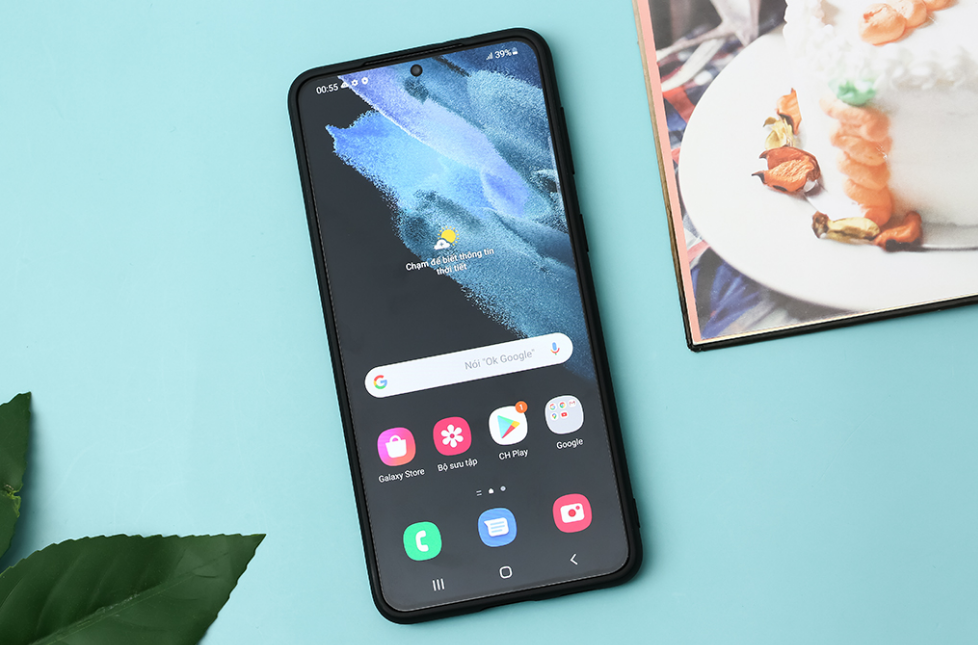 00:55
39%
Chạm để biết thông tin
thời tiết
Nói "Ok Google"
1
Galaxy Store
Bộ sưu tập
CH Play
Google